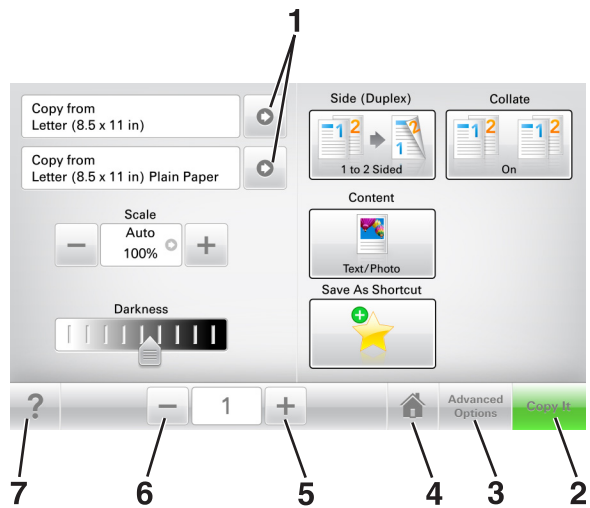 1
Copy from
Letter (8.5 x 11 in)
Copy from
Letter (8.5 x 11 in) Plain Paper
Scale
Auto
100%
Darkness
Side (Duplex)
1 2
1
2
1 to 2 Sided
Collate
1 2
1 2
On
Content
Text/Photo
Save As Shortcut
?
1
Advanced
Options
Copy It
7
6
5
4
3
2